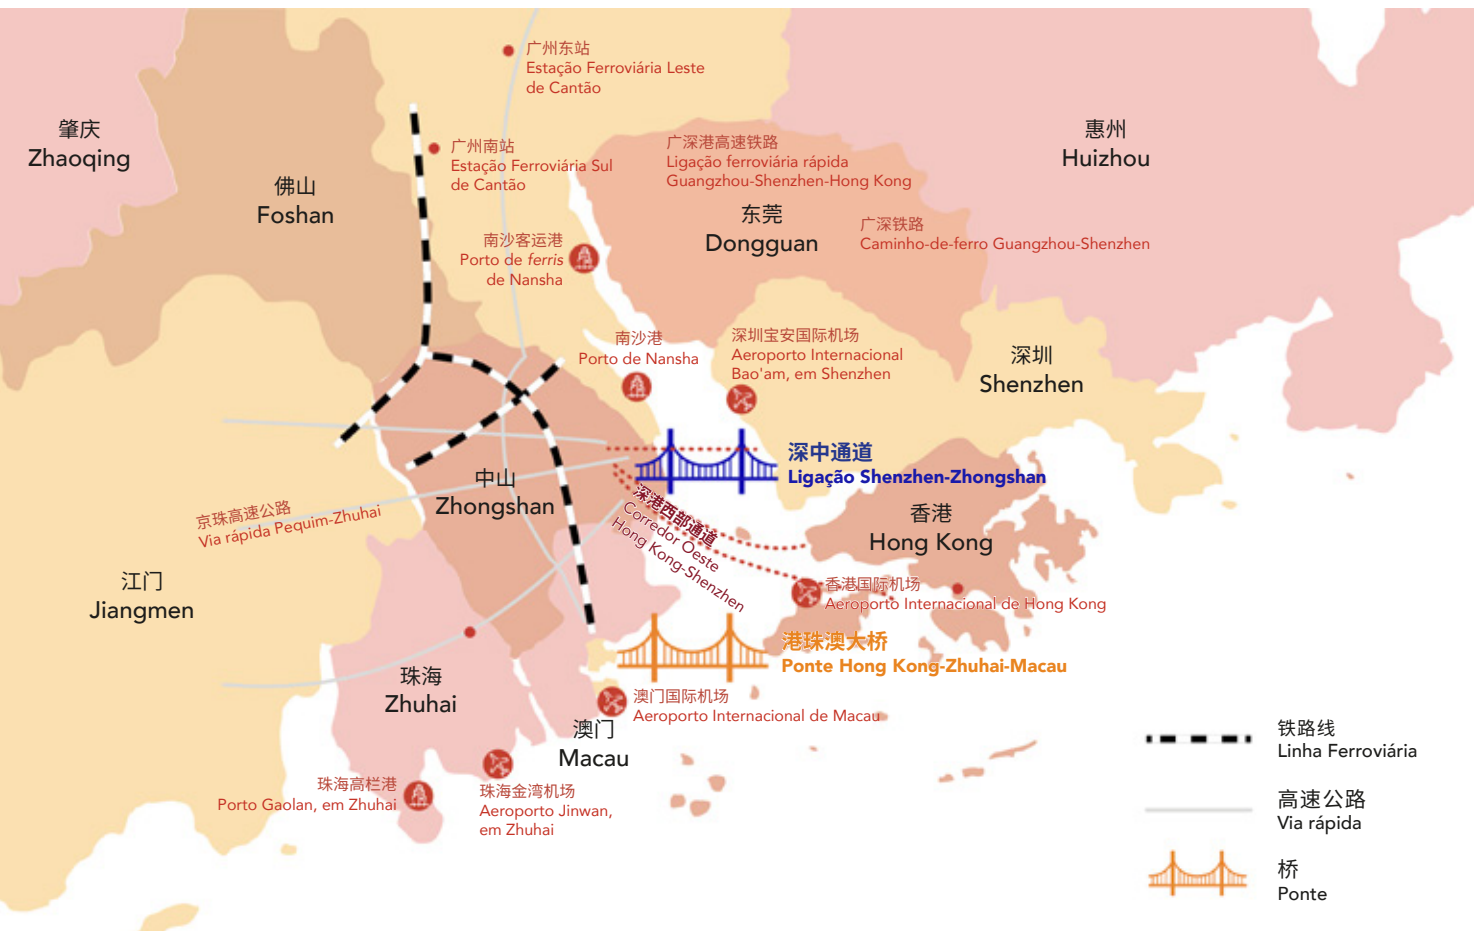 广州东站
Estação Ferroviária Leste
de Cantão
肇庆
Zhaoqing
广州南站
Estação Ferroviária Sul
de Cantão
广深港高速铁路
Ligação ferroviária rápida
Guangzhou-Shenzhen-Hong Kong
惠州
Huizhou
佛山
Foshan
东莞
Dongguan
广深铁路
Caminho-de-ferro Guangzhou-Shenzhen
南沙客运港
Porto de ferris
de Nansha
南沙港
Porto de Nansha
深圳宝安国际机场
Aeroporto Internacional
Bao'am, em Shenzhen
深圳
Shenzhen
深中通道
Ligação Shenzhen-Zhongshan
中山
Zhongshan
深港西部通道
Corredor Oeste
Hong Kong-Shenzhen
香港
Hong Kong
京珠高速公路
Via rápida Pequim-Zhuhai
江门
Jiangmen
香港国际机场
Aeroporto Internacional de Hong Kong
港珠澳大桥
Ponte Hong Kong-Zhuhai-Macau
珠海
Zhuhai
澳门国际机场
Aeroporto Internacional de Macau
澳门
Macau
珠海高栏港
Porto Gaolan, em Zhuhai
珠海金湾机场
Aeroporto Jinwan,
em Zhuhai
铁路线
Linha Ferroviária
高速公路
Via rápida
桥
Ponte